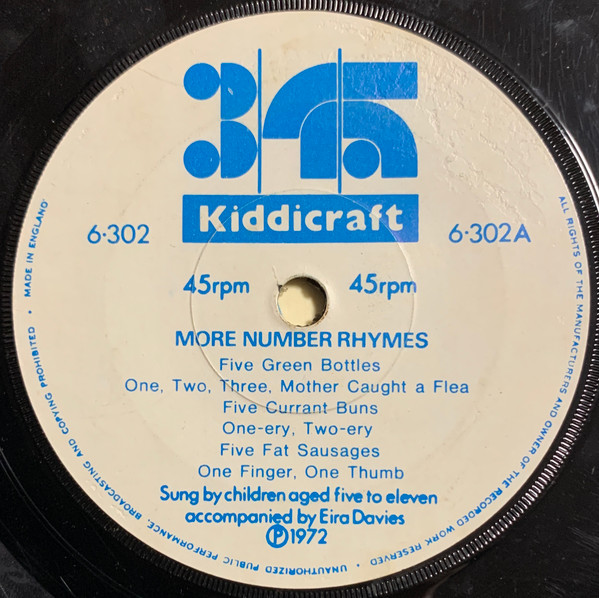 345
Kiddicraft
6·302
6·302A
45rpm
45rpm
MORE NUMBER RHYMES
Five Green Bottles
One, Two, Three, Mother Caught a Flea
Five Currant Buns
One-ery, Two-ery
Five Fat Sausages
One Finger, One Thumb
Sung by children aged five to eleven
accompanied by Eira Davies
Ⓟ1972
ALL RIGHTS OF THE MANUFACTURERS AND OWNER OF THE RECORDED WORK RESERVED • UNAUTHORIZED PUBLIC PERFORMANCE, BROADCASTING AND COPYING PROHIBITED • MADE IN ENGLAND